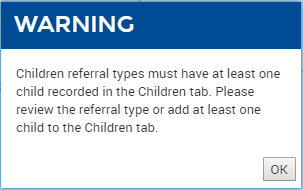 WARNING
Children referral types must have at least one
child recorded in the Children tab. Please
review the referral type or add at least one
child to the Children tab.
OK